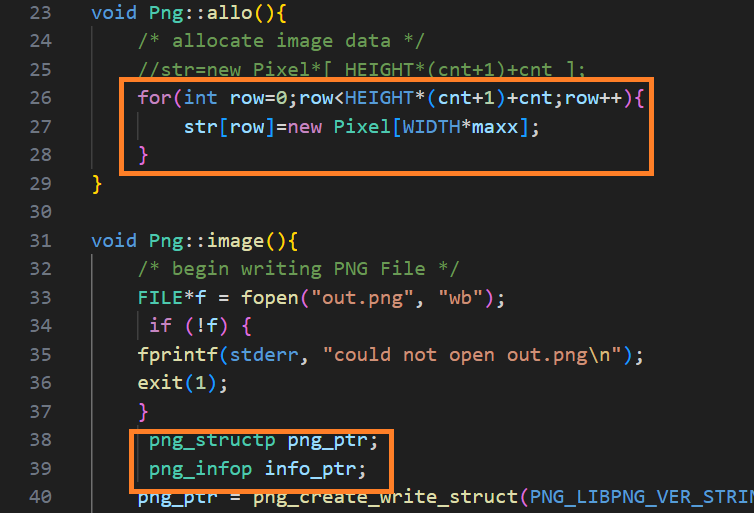 23 void Png::allo(){
24 /* allocate image data */
25 //str=new Pixel*[ HEIGHT*(cnt+1)+cnt ];
26 for(int row=0;row<HEIGHT*(cnt+1)+cnt;row++){
27 str[row]=new Pixel[WIDTH*maxx];
28 }
29 }
30
31 void Png::image(){
32 /* begin writing PNG File */
33 FILE*f = fopen("out.png", "wb");
34 if (!f) {
35 fprintf(stderr, "could not open out.png\n");
36 exit(1);
37 }
38 png_structp png_ptr;
39 png_infop info_ptr;
40 png_ptr = png_create_write_struct(PNG_LIBPNG_VER_STRIN